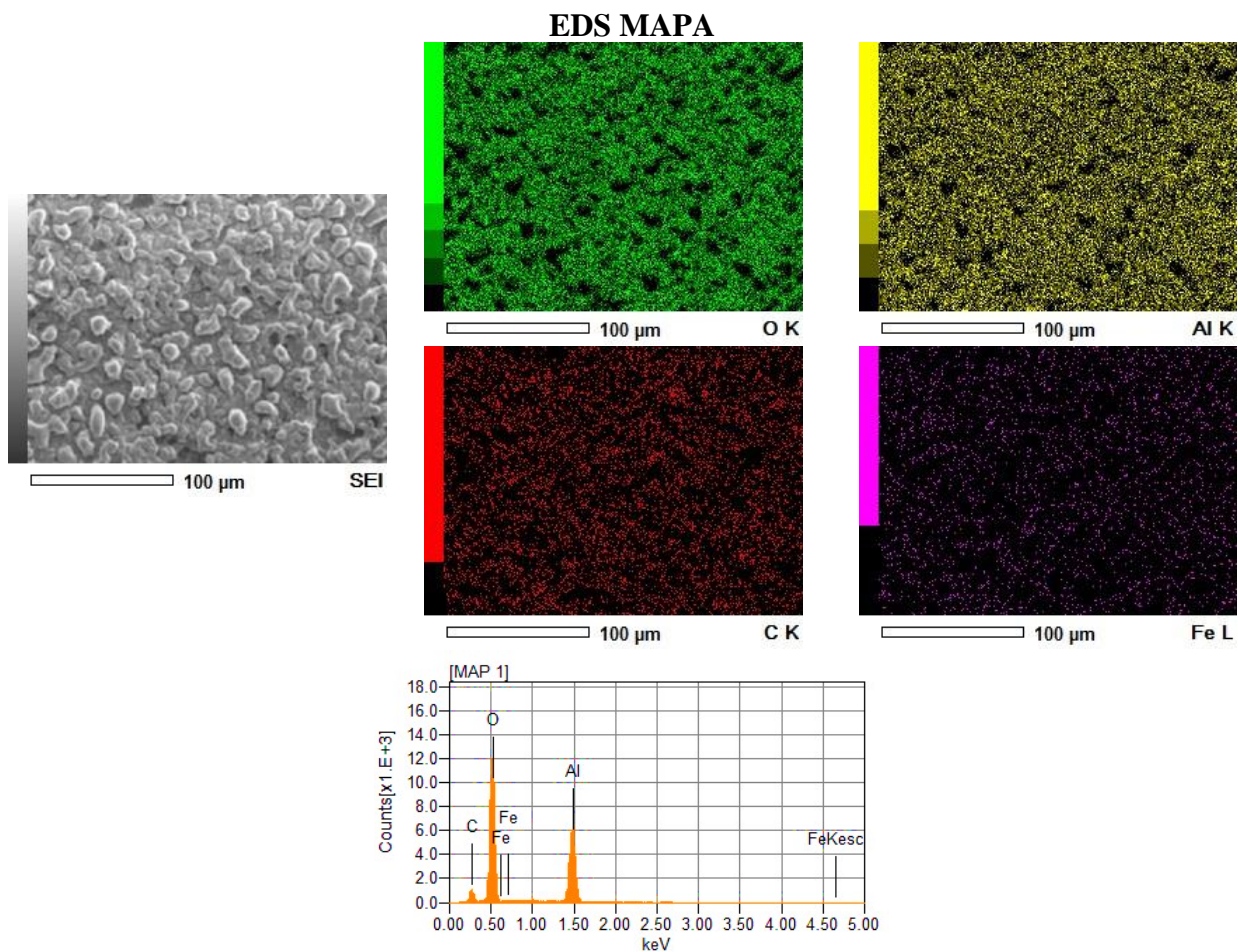 EDS MAPA
100 µm SEI
100 µm O K
100 µm Al K
100 µm C K
100 µm Fe L
[MAP 1]
Counts[x1.E+3]
18.0
16.0
14.0
12.0
10.0
8.0
6.0
4.0
2.0
0.0
O
Al
C
Fe
Fe
FeKesc
0.00 0.50 1.00 1.50 2.00 2.50 3.00 3.50 4.00 4.50 5.00
keV